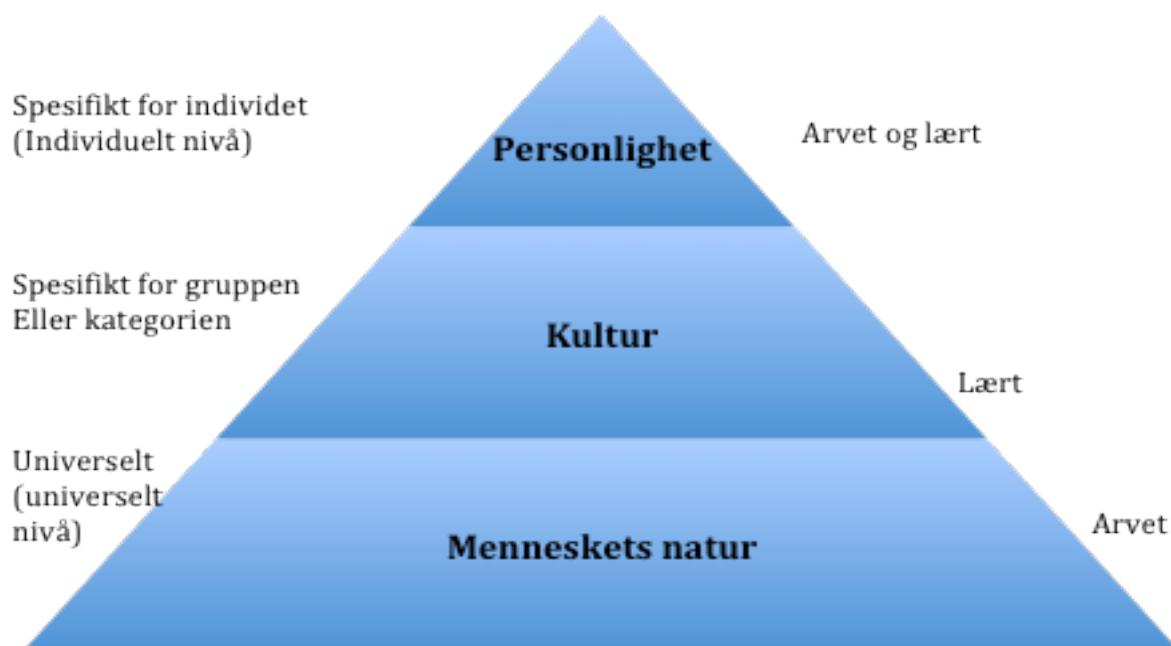 Spesifikt for individet
(Individuelt nivå)
Personlighet
Arvet og lært
Spesifikt for gruppen
Eller kategorien
Kultur
Lært
Universelt
(universelt
nivå)
Menneskets natur
Arvet